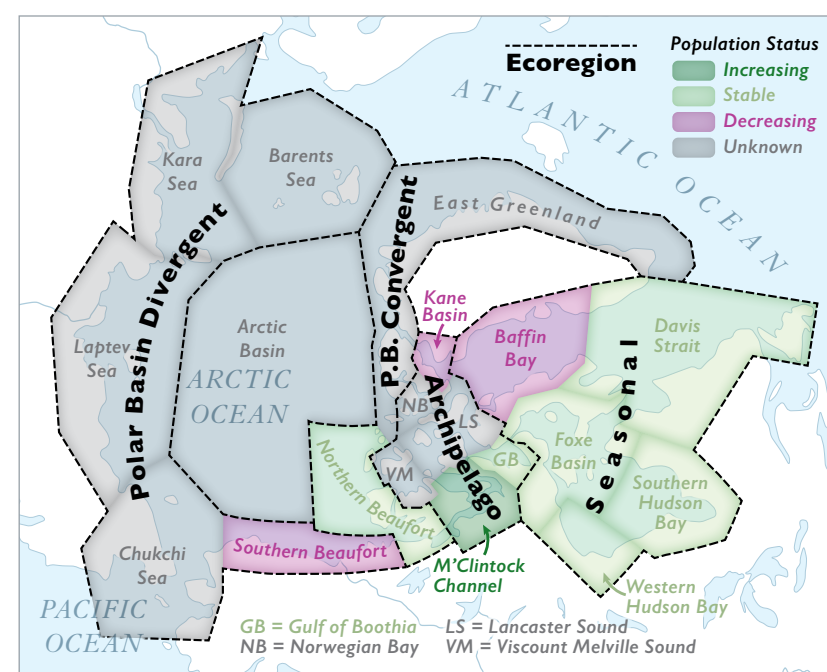 Ecoregion
Population Status
Increasing
Stable
Decreasing
Unknown
ATLANTIC OCEAN
Kara
Sea
Barents
Sea
East Greenland
Polar Basin Divergent
P.B. Convergent
Kane
Basin
Baffin
Bay
Davis
Strait
Laptev
Sea
Arctic
Basin
ARCTIC
OCEAN
Archipelago
NB
LS
GB
VM
Seasonal
Foxe
Basin
Southern
Hudson
Bay
Northern Beaufort
Southern Beaufort
Chukchi
Sea
M'Clintock
Channel
Western
Hudson Bay
PACIFIC
OCEAN
GB = Gulf of Boothia LS = Lancaster Sound
NB = Norwegian Bay VM = Viscount Melville Sound